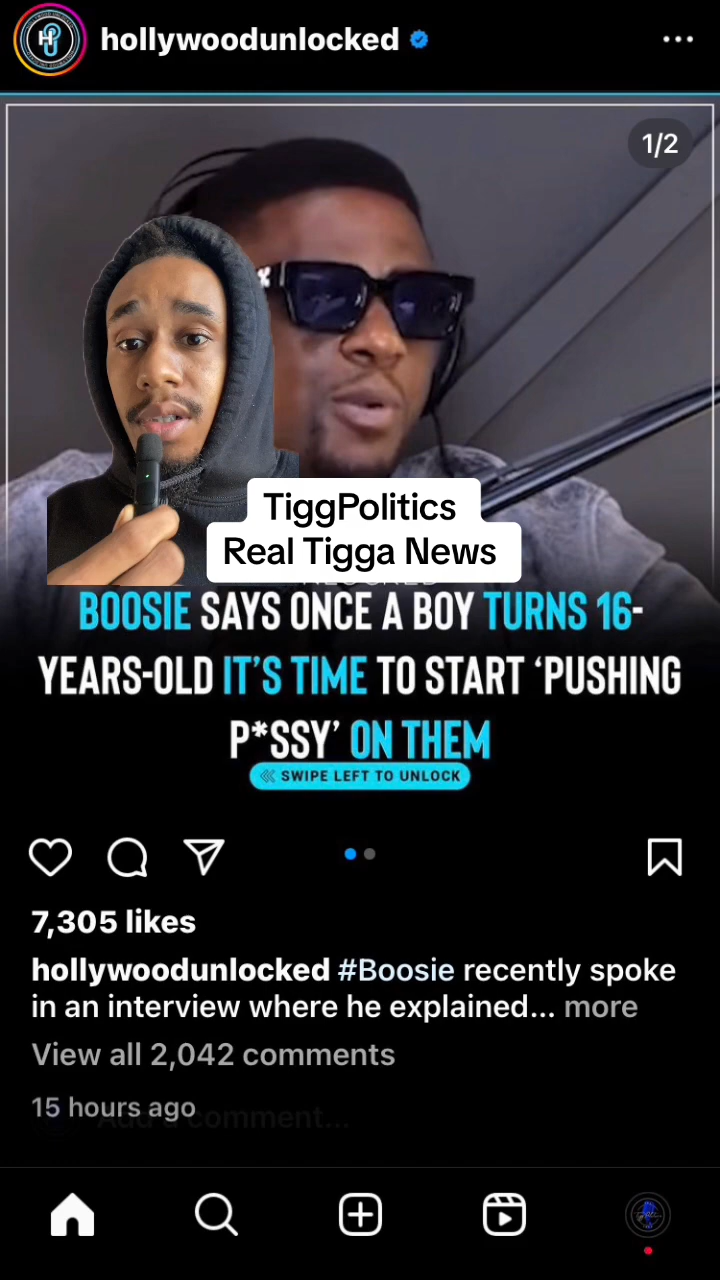 hollywoodunlocked
1/2
TiggPolitics
Real Tigga News
BOOSIE SAYS ONCE A BOY TURNS 16-
YEARS-OLD IT'S TIME TO START ‘PUSHING
P*SSY’ ON THEM
SWIPE LEFT TO UNLOCK
7,305 likes
hollywoodunlocked #Boosie recently spoke
in an interview where he explained... more
View all 2,042 comments
15 hours ago
Add a comment...